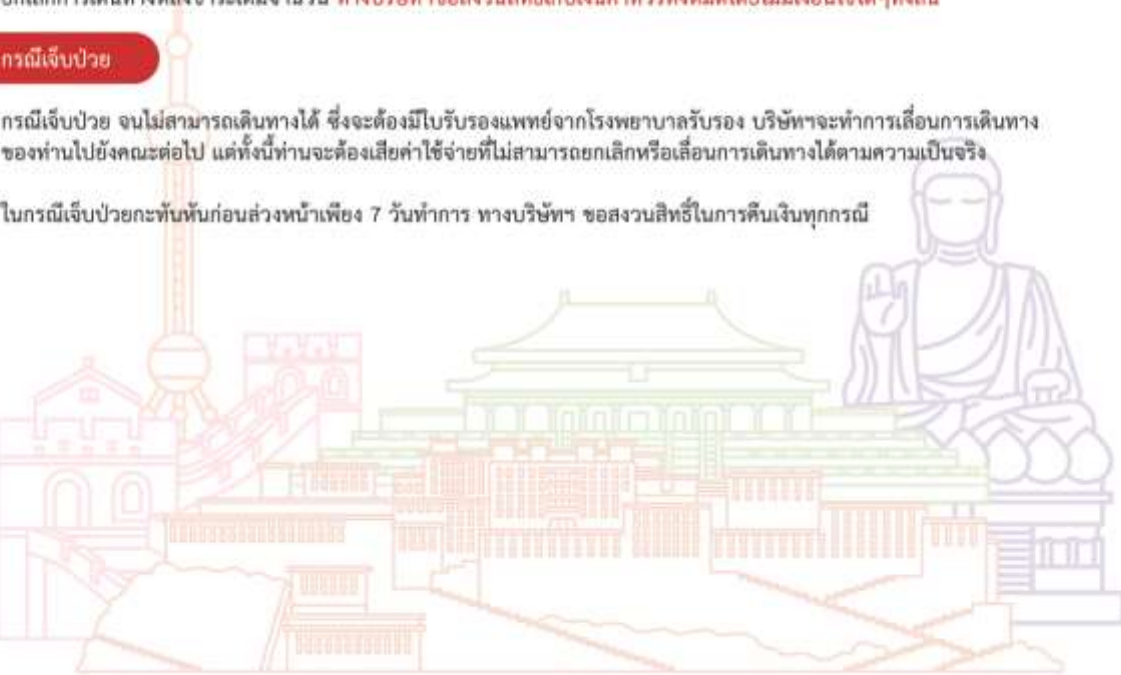 กรณีเจ็บป่วย
กรณีเจ็บป่วย จนไม่สามารถเดินทางได้ ซึ่งจะต้องมีใบรับรองแพทย์จากโรงพยาบาลรับรอง บริษัทฯจะทำการเลื่อนการเดินทาง
ของท่านไปยังคณะต่อไป แต่ทั้งนี้ท่านจะต้องเสียค่าใช้จ่ายที่ไม่สามารถยกเลิกหรือเลื่อนการเดินทางได้ตามความเป็นจริง
ในกรณีเจ็บป่วยกะทันหันก่อนล่วงหน้าเพียง 7 วันทำการ ทางบริษัทฯ ขอสงวนสิทธิ์ในการคืนเงินทุกกรณี